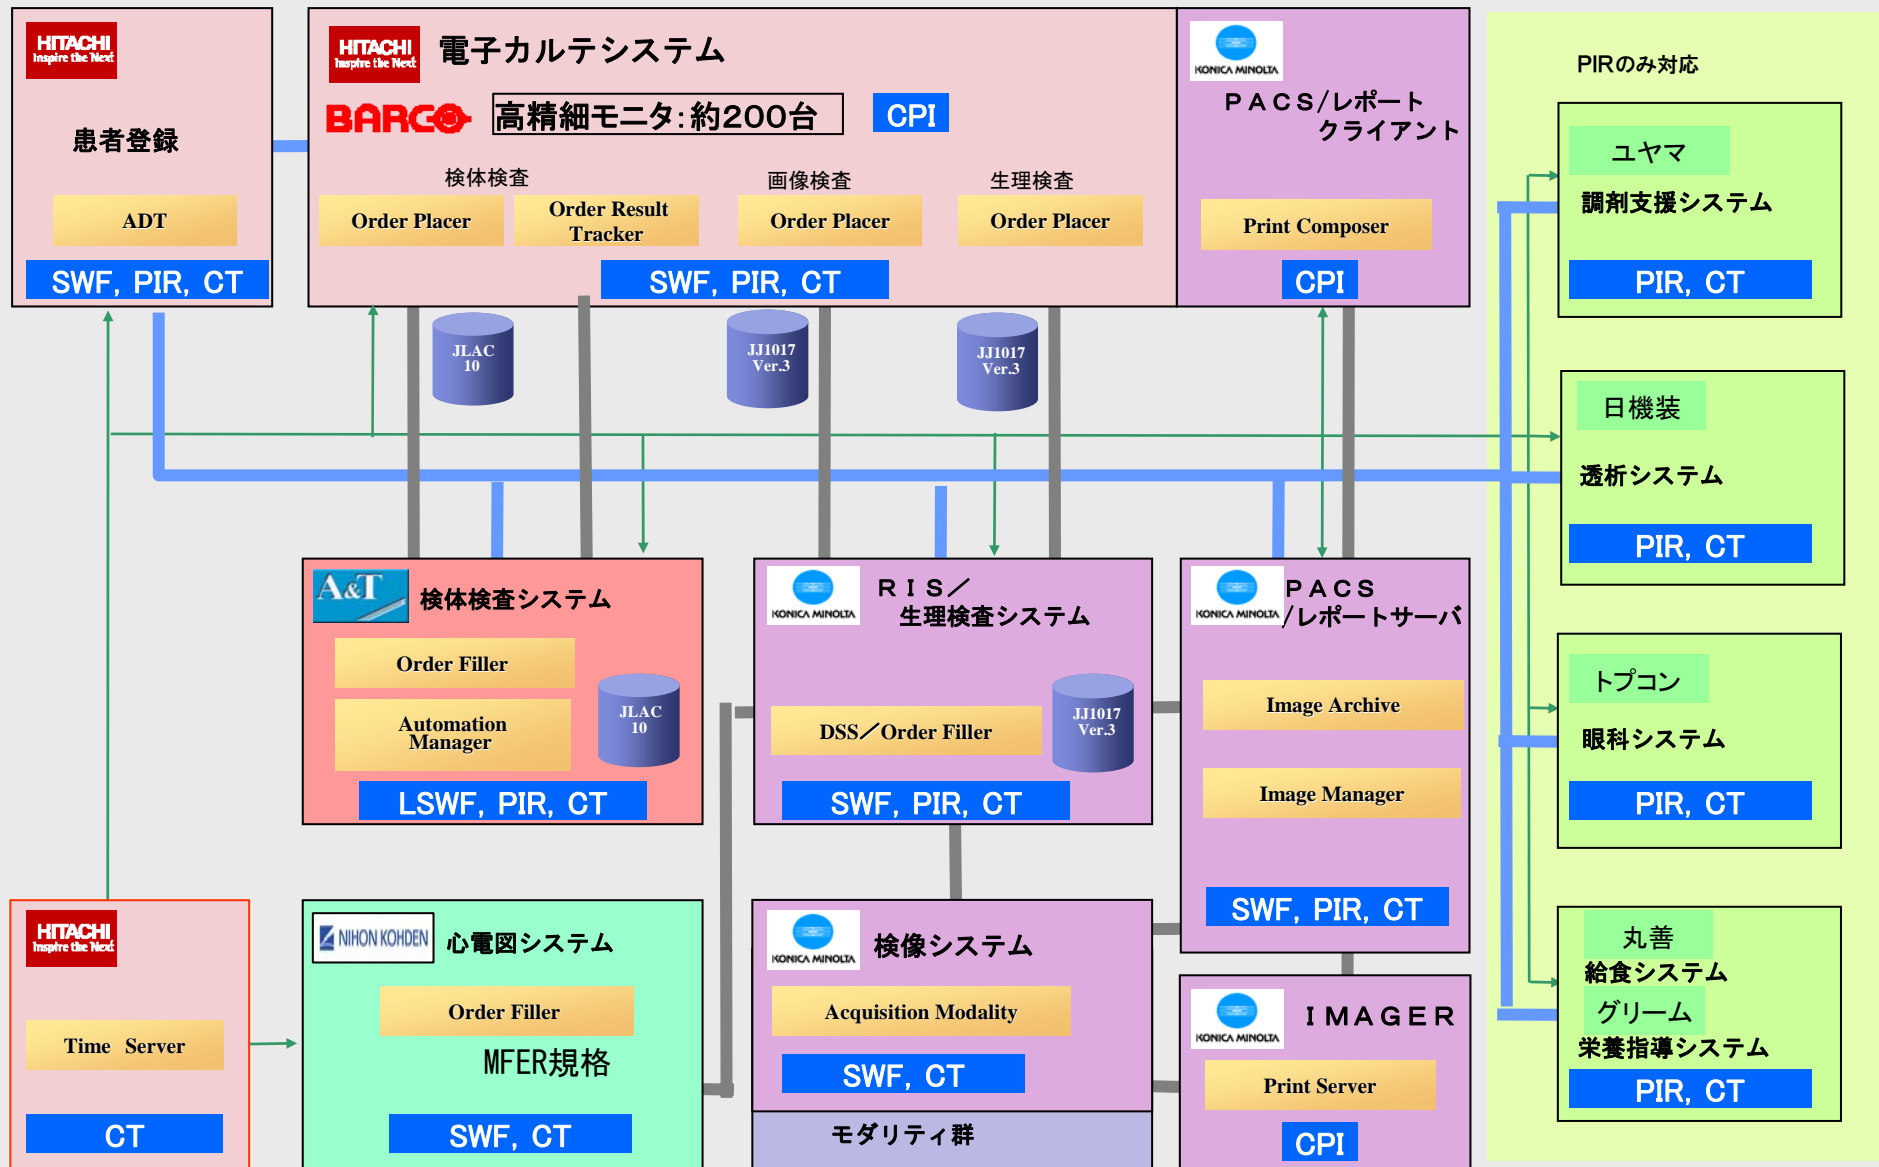 HITACHI
Inspire the Next
患者登録
ADT
SWF, PIR, CT
HITACHI
Inspire the Next
電子カルテシステム
BARCO
高精細モニタ：約200台
CPI
検体検査
画像検査
生理検査
Order Placer
Order Result
Tracker
Order Placer
Order Placer
SWF, PIR, CT
KONICA MINOLTA
ＰＡＣＳ/レポート
クライアント
Print Composer
CPI
PIRのみ対応
ユヤマ
調剤支援システム
PIR, CT
JLAC
10
JJ1017
Ver.3
JJ1017
Ver.3
日機装
透析システム
PIR, CT
A&T
検体検査システム
Order Filler
Automation
Manager
JLAC
10
LSWF, PIR, CT
KONICA MINOLTA
ＲＩＳ／
生理検査システム
DSS／Order Filler
JJ1017
Ver.3
SWF, PIR, CT
KONICA MINOLTA
ＰＡＣＳ
/レポートサーバ
Image Archive
Image Manager
SWF, PIR, CT
トプコン
眼科システム
PIR, CT
HITACHI
Inspire the Next
Time Server
CT
NIHON KOHDEN
心電図システム
Order Filler
MFER規格
SWF, CT
KONICA MINOLTA
検像システム
Acquisition Modality
SWF, CT
モダリティ群
KONICA MINOLTA
ＩＭＡＧＥＲ
Print Server
CPI
丸善
給食システム
グリーム
栄養指導システム
PIR, CT